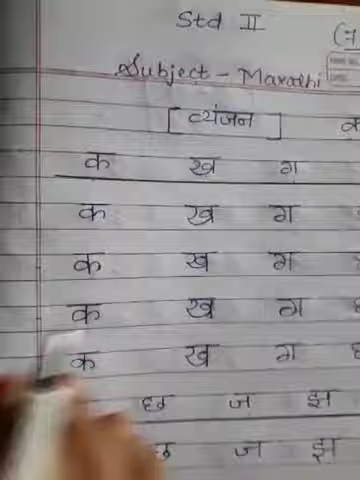 Std II
Subject - Marathi
व्यंजन
क ख ग
क ख ग
क ख ग
क ख ग
क ख ग
छ ज झ
छ ज झ